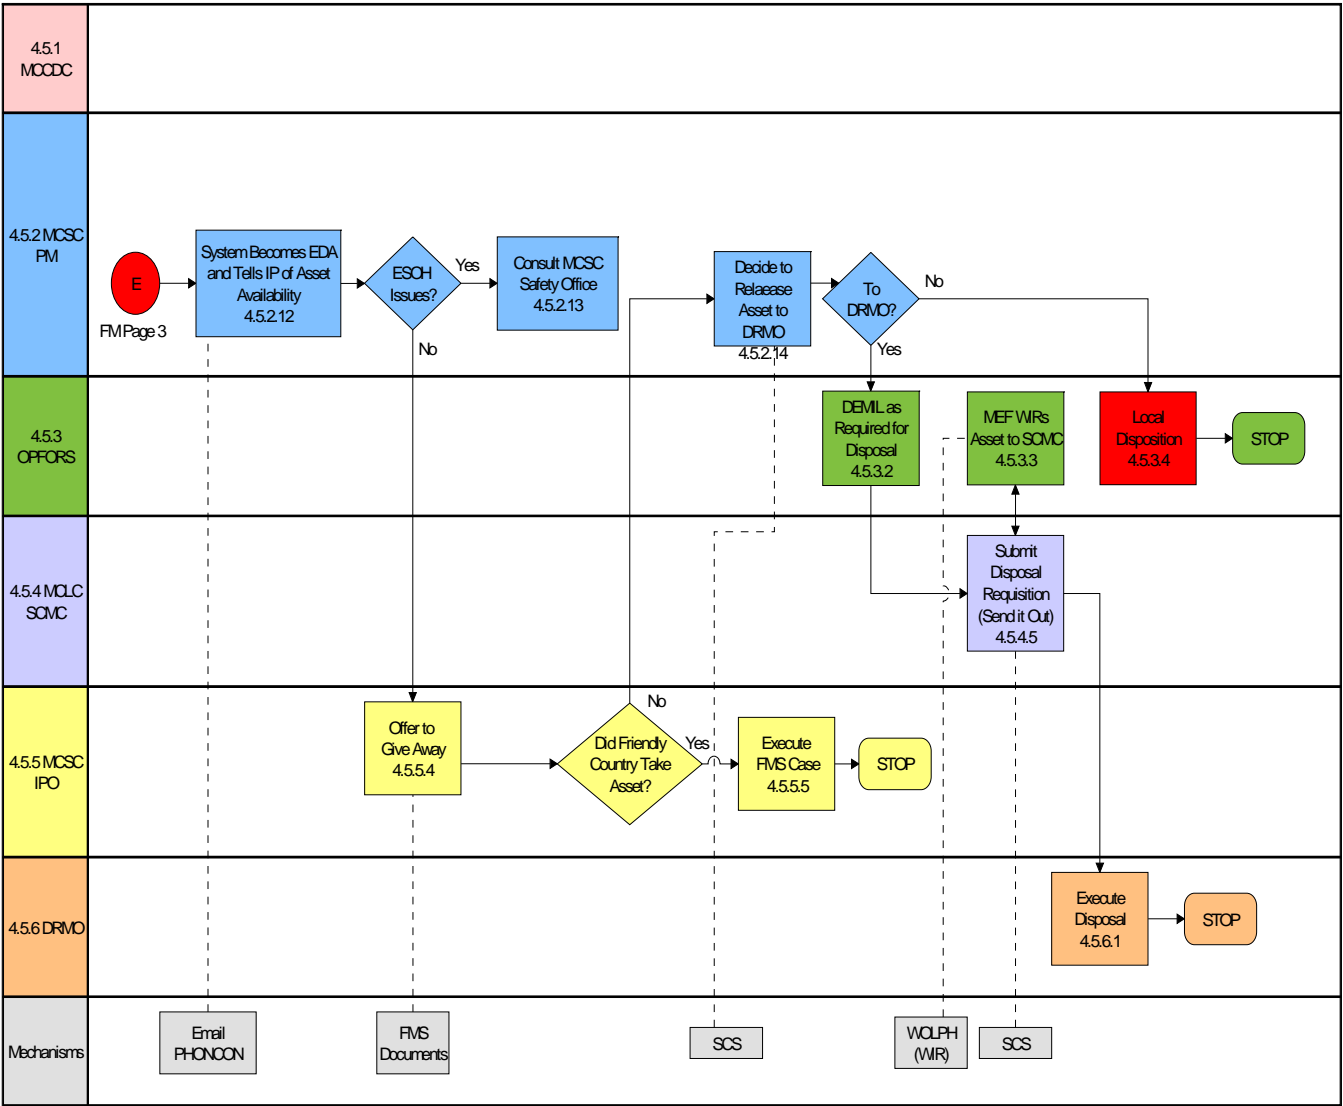 4.5.1
MCCDC
4.5.2 MCSC
PM
E
FM Page 3
System Becomes EDA
and Tells IP of Asset
Availability
4.5.2.12
ESOH
Issues?
Yes
No
Consult MCSC
Safety Office
4.5.2.13
Decide to
Relaease
Asset to
DRMO
4.5.2.14
To
DRMO?
No
Yes
4.5.3
OPFORS
DEMIL as
Required for
Disposal
4.5.3.2
MEF WIRs
Asset to SCMC
4.5.3.3
Local
Disposition
4.5.3.4
STOP
4.5.4 MCLC
SCMC
Submit
Disposal
Requisition
(Send it Out)
4.5.4.5
4.5.5 MCSC
IPO
Offer to
Give Away
4.5.5.4
Did Friendly
Country Take
Asset?
No
Yes
Execute
FMS Case
4.5.5.5
STOP
4.5.6 DRMO
Execute
Disposal
4.5.6.1
STOP
Mechanisms
Email
PHONCON
FMS
Documents
SCS
WOLPH
(WIR)
SCS